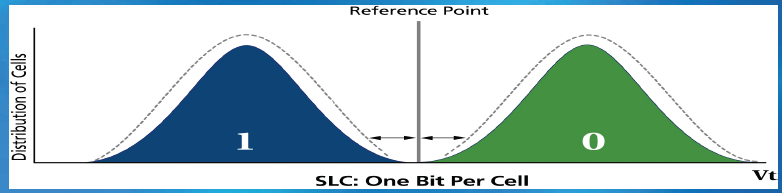 Reference Point
Distribution of Cells
1
0
Vt
SLC: One Bit Per Cell